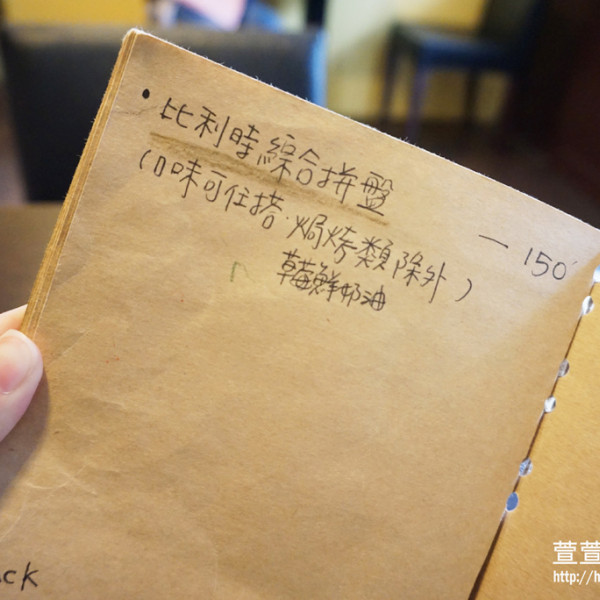 • 比利時綜合拼盤 — 150
(口味可任搭.焗烤類除外)
草莓鮮奶油
ck
萱萱
http://h